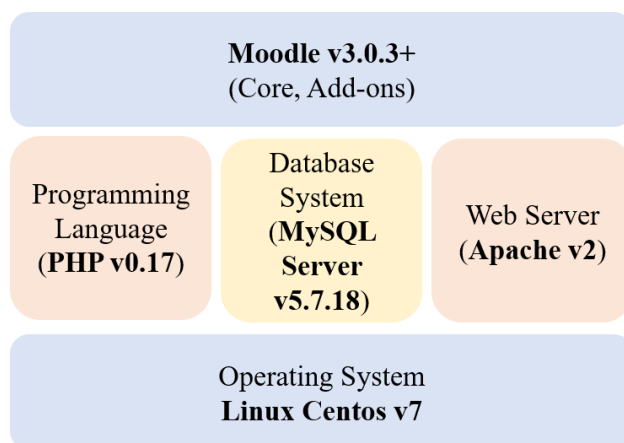 Moodle v3.0.3+
(Core, Add-ons)
Programming
Language
(PHP v0.17)
Database
System
(MySQL
Server
v5.7.18)
Web Server
(Apache v2)
Operating System
Linux Centos v7